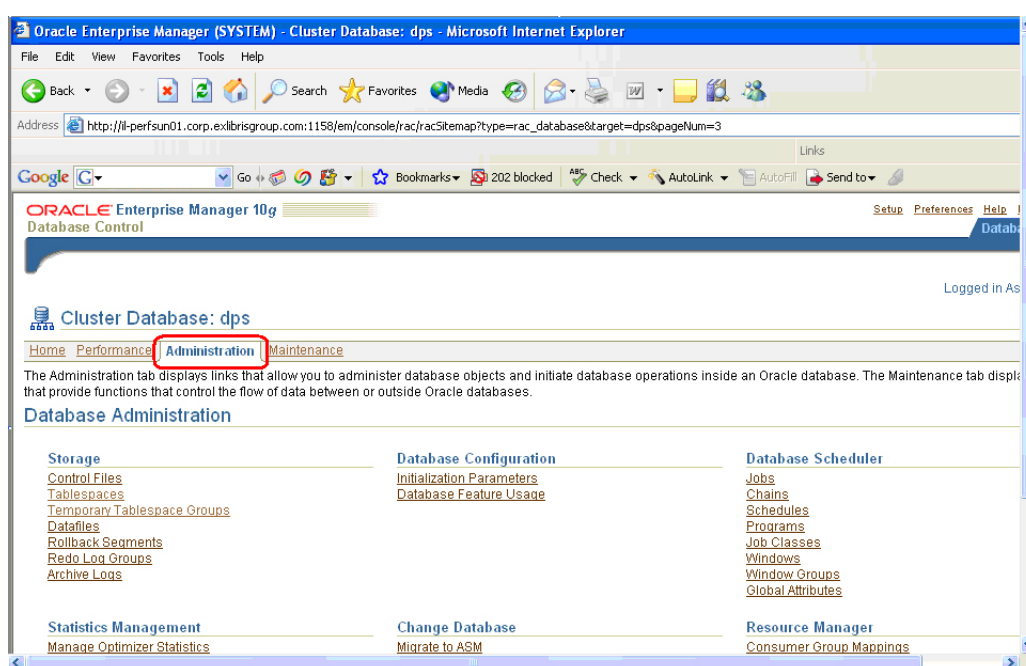 Oracle Enterprise Manager (SYSTEM) - Cluster Database: dps - Microsoft Internet Explorer
File Edit View Favorites Tools Help
Back Search Favorites Media
Address http://il-perfsun01.corp.exlibrisgroup.com:1158/em/console/rac/racSitemap?type=rac_database&target=dps&pageNum=3
Links
Google G Go 202 blocked Bookmarks ABC Check AutoLink AutoFill Send to
ORACLE Enterprise Manager 10g
Database Control
Setup Preferences Help
Databa
Logged in As
Cluster Database: dps
Home Performance Administration Maintenance
The Administration tab displays links that allow you to administer database objects and initiate database operations inside an Oracle database. The Maintenance tab displa
that provide functions that control the flow of data between or outside Oracle databases.
Database Administration
Storage
Control Files
Tablespaces
Temporary Tablespace Groups
Datafiles
Rollback Segments
Redo Log Groups
Archive Logs
Database Configuration
Initialization Parameters
Database Feature Usage
Database Scheduler
Jobs
Chains
Schedules
Programs
Job Classes
Windows
Window Groups
Global Attributes
Statistics Management
Manage Optimizer Statistics
Change Database
Migrate to ASM
Resource Manager
Consumer Group Mappings